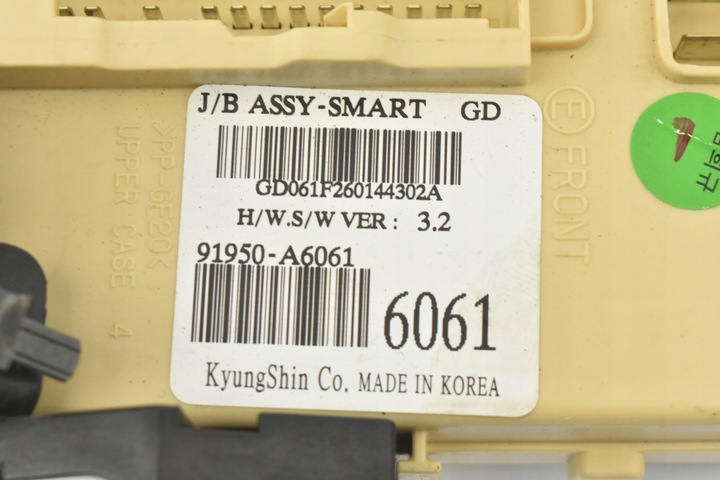 J/B ASSY-SMART GD
GD061F260144302A
H/W.S/W VER : 3.2
91950-A6061
6061
KyungShin Co. MADE IN KOREA
>PP-GF20<
UPPER CASE 4
E FRONT